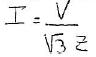 I = V / √3 Z